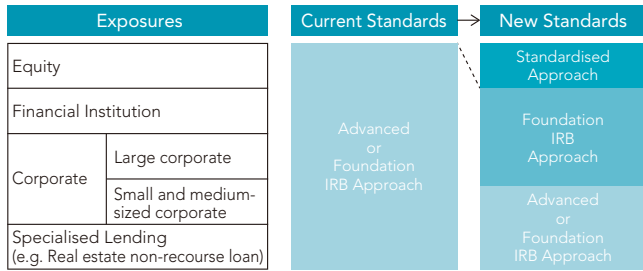 Exposures
Current Standards
New Standards
Equity
Financial Institution
Corporate
Large corporate
Small and medium-
sized corporate
Specialised Lending
(e.g. Real estate non-recourse loan)
Advanced
or
Foundation
IRB Approach
Standardised
Approach
Foundation
IRB
Approach
Advanced
or
Foundation
IRB Approach